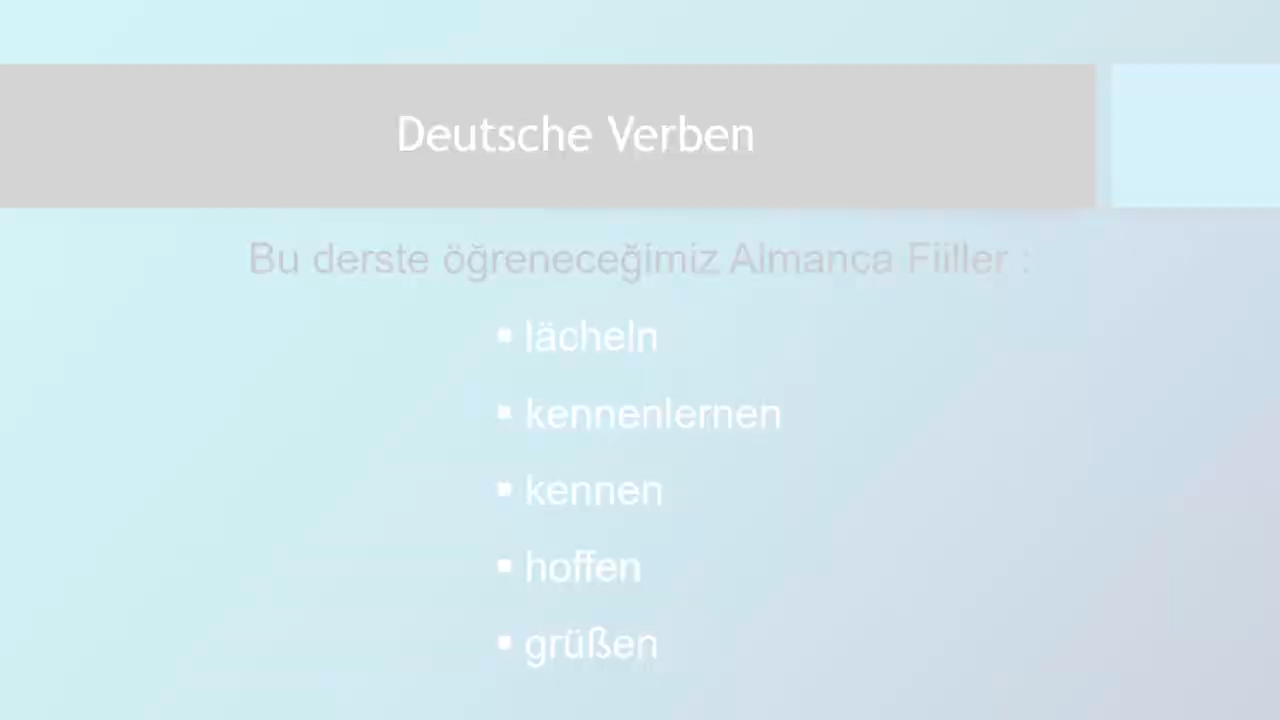 Deutsche Verben
Bu derste öğreneceğimiz Almanca Fiiller :
▪ lächeln
▪ kennenlernen
▪ kennen
▪ hoffen
▪ grüßen